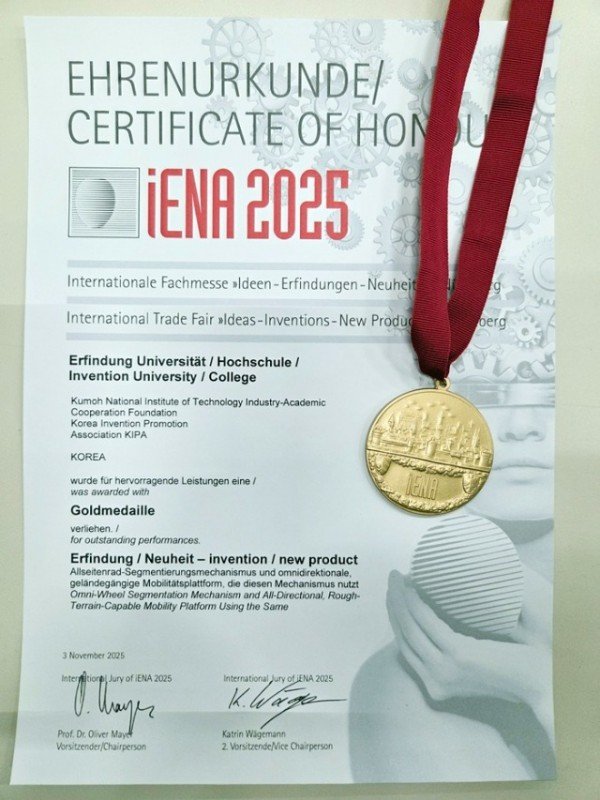 EHRENURKUNDE/
CERTIFICATE OF HON
iENA 2025
Internationale Fachmesse »Ideen-Erfindungen-Neuheit
International Trade Fair »Ideas-Inventions-New Produc
Erfindung Universität / Hochschule /
Invention University / College
Kumoh National Institute of Technology Industry-Academic
Cooperation Foundation
Korea Invention Promotion
Association KIPA
KOREA
wurde für hervorragende Leistungen eine /
was awarded with
Goldmedaille
verliehen. /
for outstanding performances.
IENA
Erfindung / Neuheit – invention / new product
Allseitenrad-Segmentierungsmechanismus und omnidirektionale,
geländegängige Mobilitätsplattform, die diesen Mechanismus nutzt
Omni-Wheel Segmentation Mechanism and All-Directional, Rough-
Terrain-Capable Mobility Platform Using the Same
3 November 2025
International Jury of iENA 2025
International Jury of iENA 2025
Prof. Dr. Oliver Mayer
Vorsitzender/Chairperson
Katrin Wägemann
2. Vorsitzende/Vice Chairperson